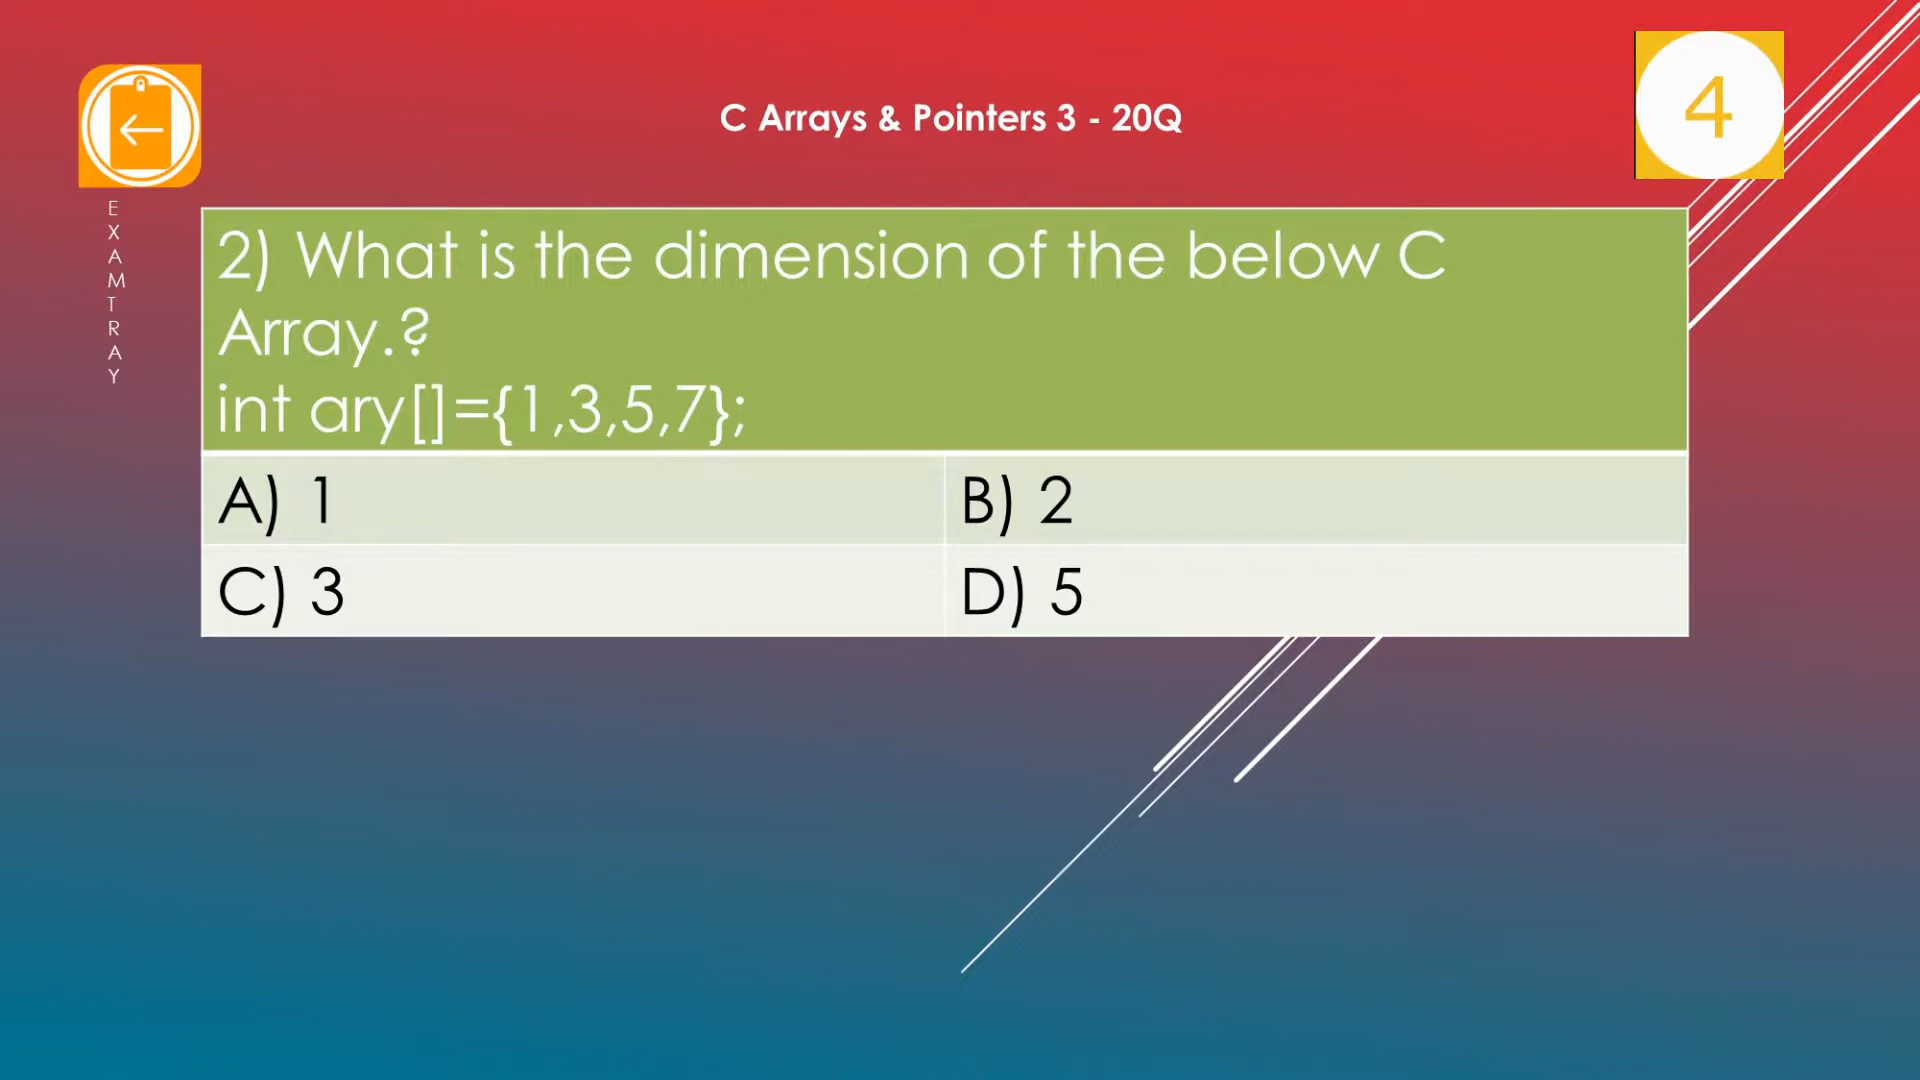 C Arrays & Pointers 3 - 20Q
4
E
X
A
M
T
R
A
Y
2) What is the dimension of the below C
Array.?
int ary[]={1,3,5,7};
A) 1
B) 2
C) 3
D) 5